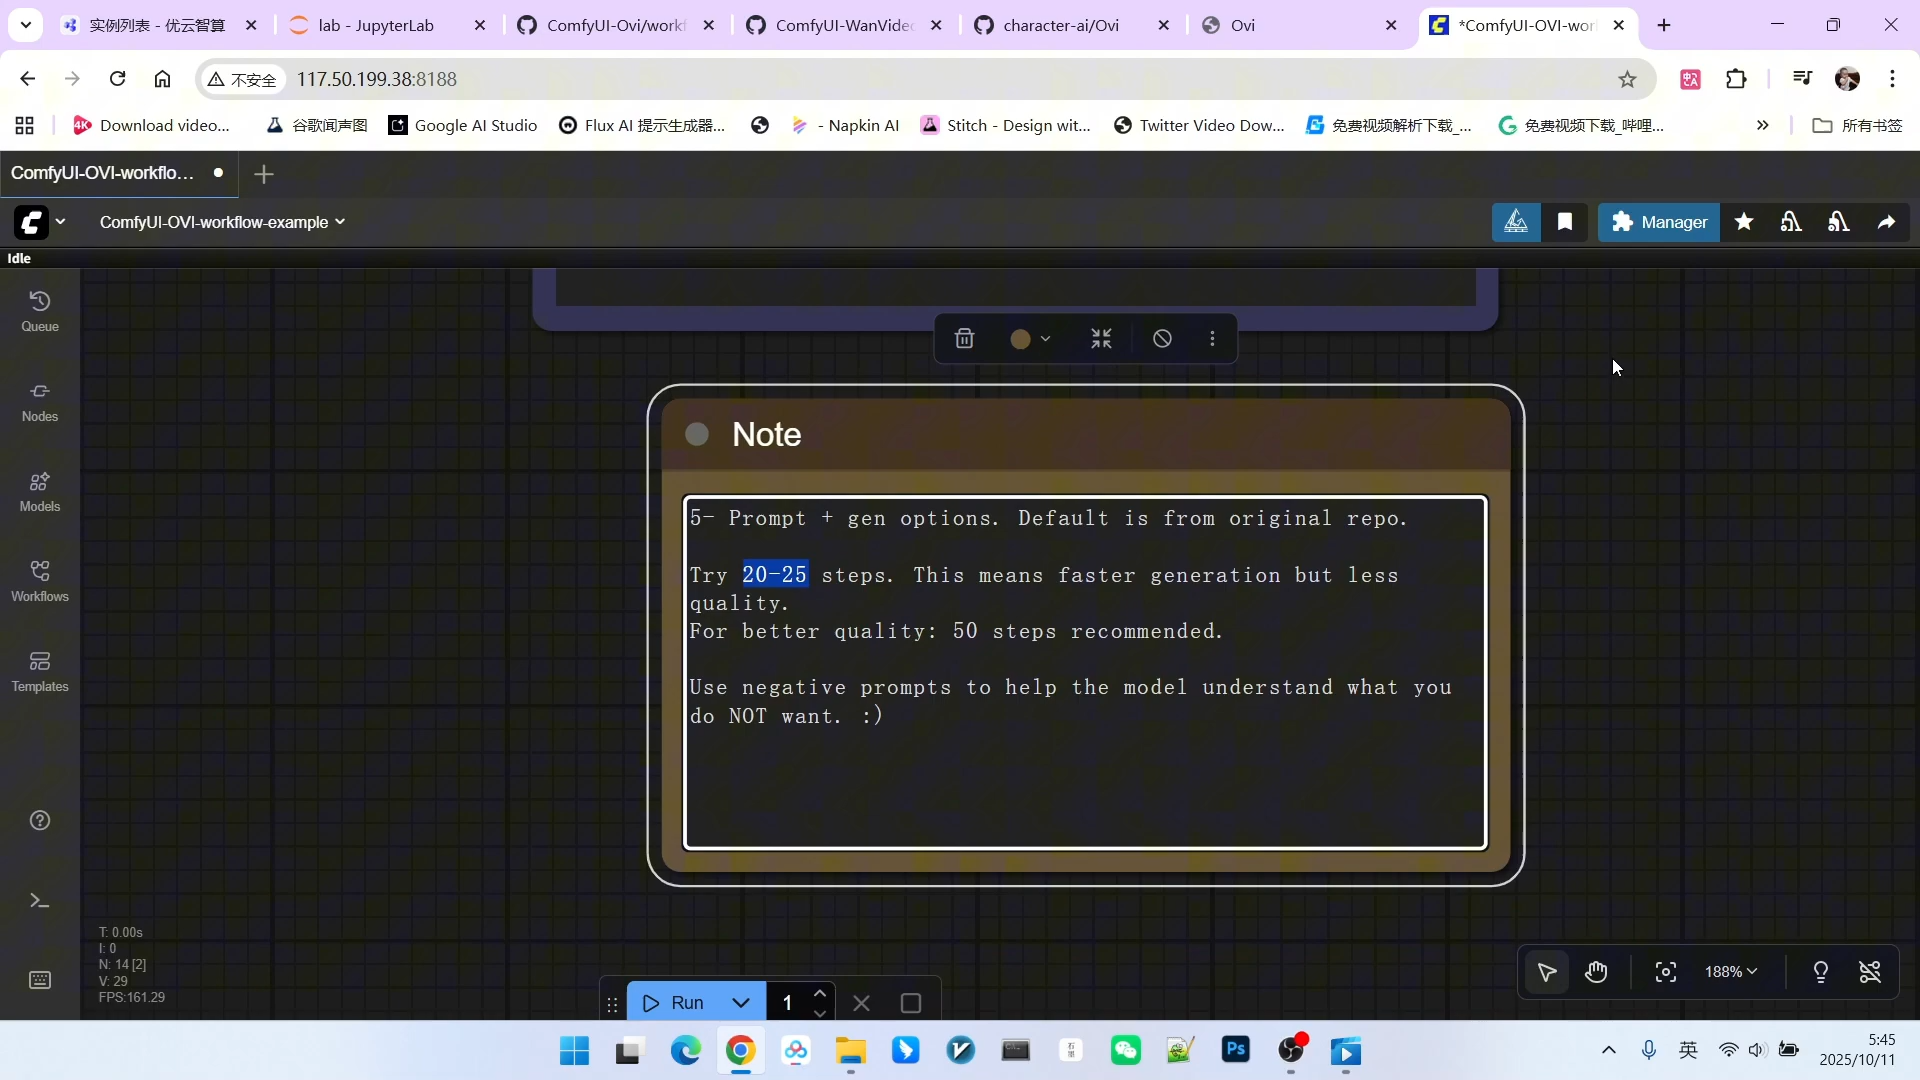 实例列表 - 优云智算
lab - JupyterLab
ComfyUI-Ovi/workf
ComfyUI-WanVideo
character-ai/Ovi
Ovi
*ComfyUI-OVI-wor
不安全
117.50.199.38:8188
Download video...
谷歌闻声图
Google AI Studio
Flux AI 提示生成器...
- Napkin AI
Stitch - Design wit...
Twitter Video Dow...
免费视频解析下载_...
免费视频下载_哔哩...
所有书签
ComfyUI-OVI-workflo...
ComfyUI-OVI-workflow-example
Manager
Idle
Queue
Nodes
Models
Workflows
Templates
Note
5- Prompt + gen options. Default is from original repo.
Try 20-25 steps. This means faster generation but less
quality.
For better quality: 50 steps recommended.
Use negative prompts to help the model understand what you
do NOT want. :)
T: 0.00s
I: 0
N: 14 [2]
V: 29
FPS:161.29
188%
Run
1
英
5:45
2025/10/11